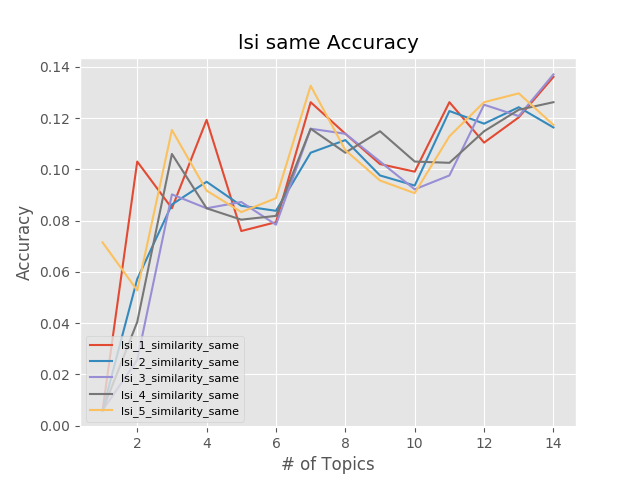 lsi same Accuracy
Accuracy
0.14
0.12
0.10
0.08
0.06
0.04
0.02
0.00
lsi_1_similarity_same
lsi_2_similarity_same
lsi_3_similarity_same
lsi_4_similarity_same
lsi_5_similarity_same
2 4 6 8 10 12 14
# of Topics